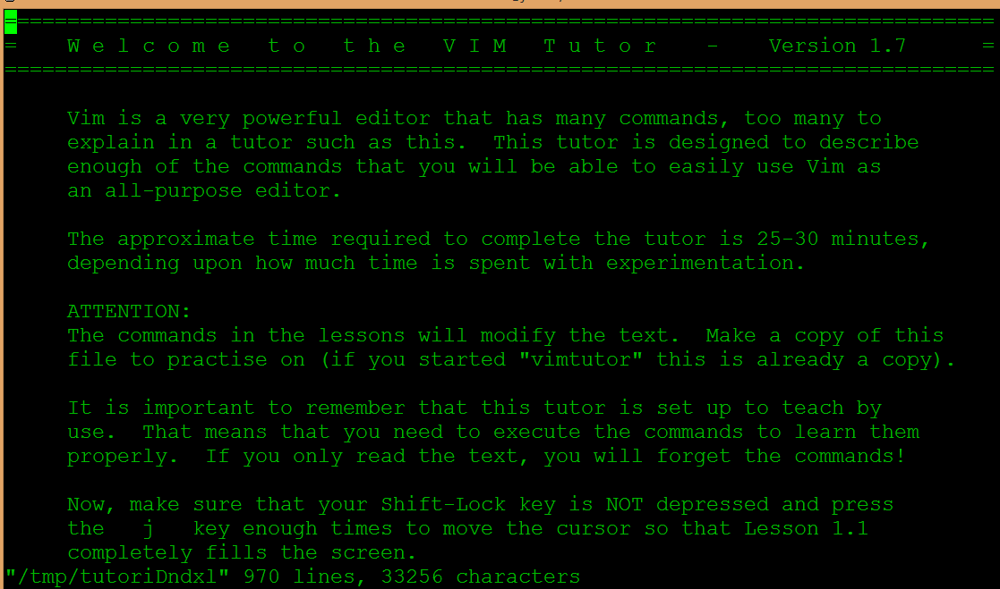 ===============================================================================
=    W e l c o m e   t o   t h e   V I M   T u t o r    -    Version 1.7      =
===============================================================================

     Vim is a very powerful editor that has many commands, too many to
     explain in a tutor such as this.  This tutor is designed to describe
     enough of the commands that you will be able to easily use Vim as
     an all-purpose editor.

     The approximate time required to complete the tutor is 25-30 minutes,
     depending upon how much time is spent with experimentation.

     ATTENTION:
     The commands in the lessons will modify the text.  Make a copy of this
     file to practise on (if you started "vimtutor" this is already a copy).

     It is important to remember that this tutor is set up to teach by
     use.  That means that you need to execute the commands to learn them
     properly.  If you only read the text, you will forget the commands!

     Now, make sure that your Shift-Lock key is NOT depressed and press
     the   j   key enough times to move the cursor so that Lesson 1.1
     completely fills the screen.
"/tmp/tutoriDndxl" 970 lines, 33256 characters